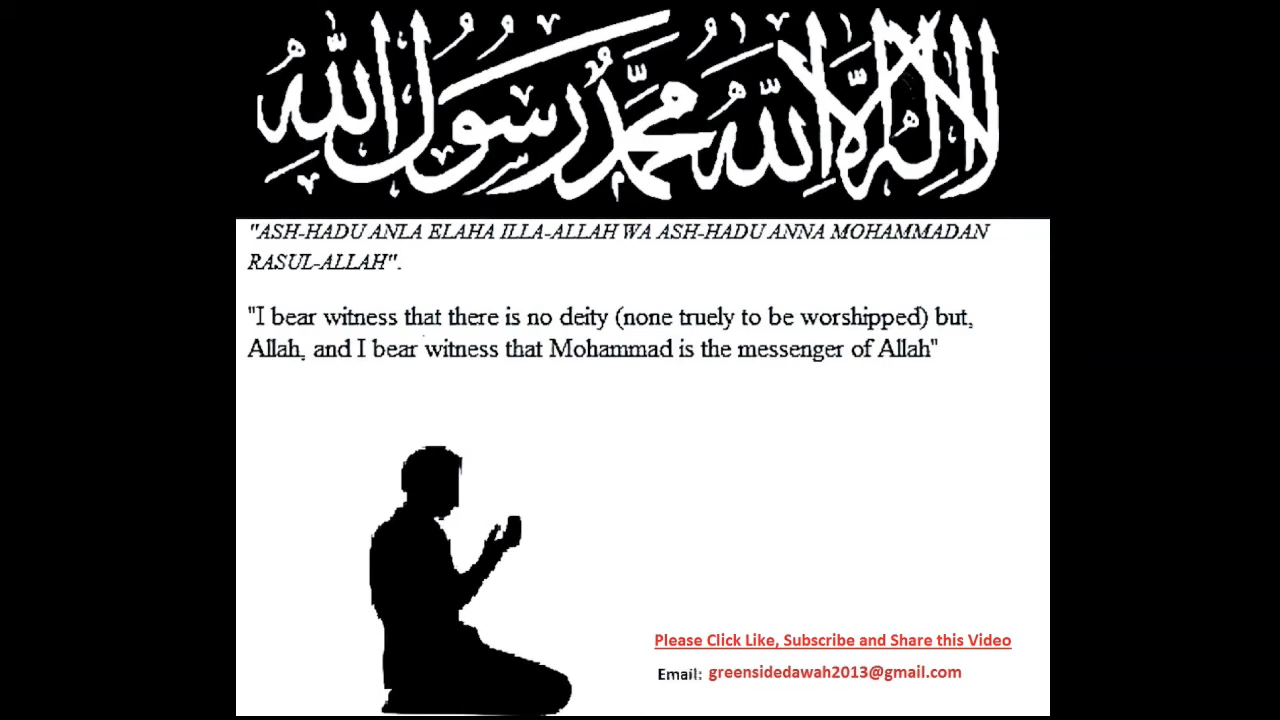 لا إله إلا الله محمد رسول الله
"ASH-HADU ANLA ELAHA ILLA-ALLAH WA ASH-HADU ANNA MOHAMMADAN
RASUL-ALLAH".
"I bear witness that there is no deity (none truely to be worshipped) but,
Allah, and I bear witness that Mohammad is the messenger of Allah"
Please Click Like, Subscribe and Share this Video
Email: greensidedawah2013@gmail.com